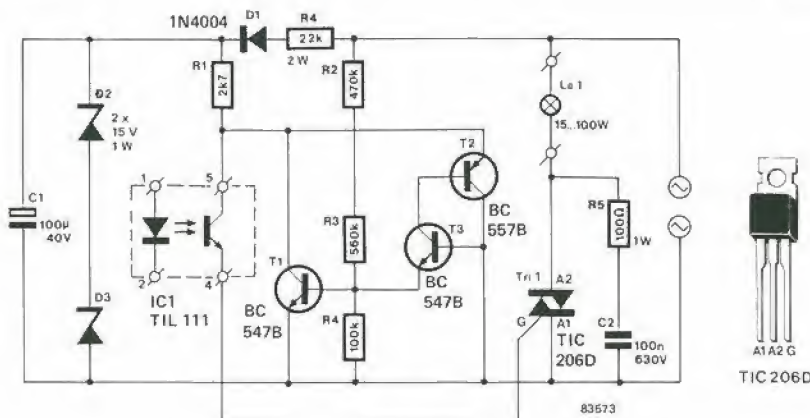 1N4004
D1
R4
22k
2W
R1
2k7
R2
470k
La 1
15...100W
D2
2 x
15 V
1 W
C1
100µ
40V
D3
1
5
2
4
IC1
TIL 111
T1
BC
547B
R3
560k
R4
100k
T2
BC
557B
T3
BC
547B
R5
100Ω
1W
Tri 1
A2
G
A1
TIC
206D
C2
100n
630V
83573
A1 A2 G
TIC 206D